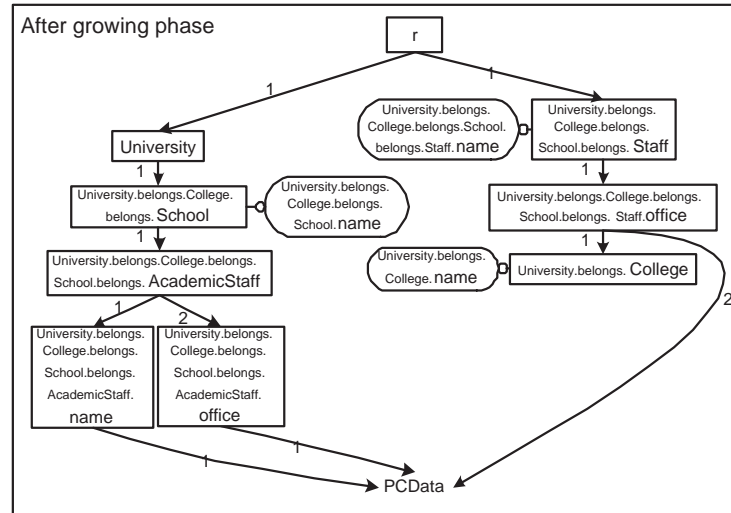 After growing phase
r
1
1
University.belongs.
College.belongs.School.
belongs.Staff.name
University.belongs.
College.belongs.
School.belongs. Staff
University
1
1
University.belongs.College.
belongs. School
University.belongs.
College.belongs.
School.name
University.belongs.College.belongs.
School.belongs. Staff.office
1
1
University.belongs.College.belongs.
School.belongs. AcademicStaff
University.belongs.
College. name
University.belongs. College
1
2
2
University.belongs.
College.belongs.
School.belongs.
AcademicStaff.
name
University.belongs.
College.belongs.
School.belongs.
AcademicStaff.
office
1
1
PCData